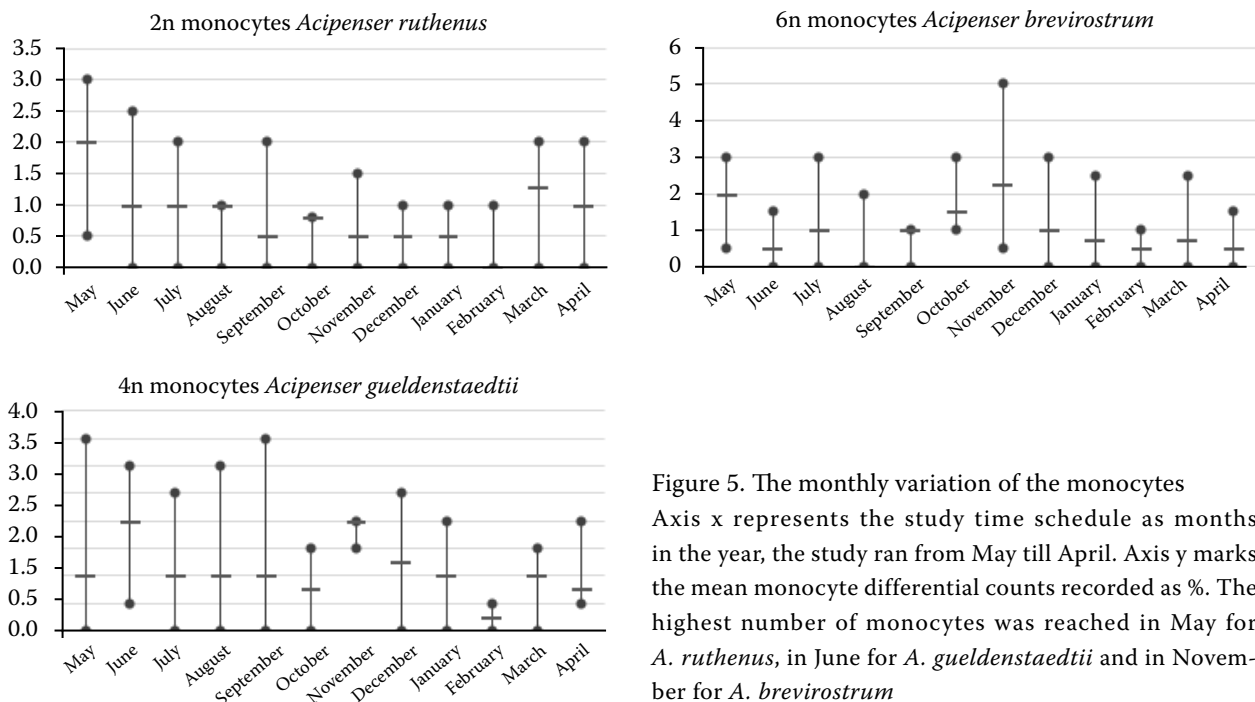 2n monocytes Acipenser ruthenus
3.5
3.0
2.5
2.0
1.5
1.0
0.5
0.0
May June July August September October November December January February March April
6n monocytes Acipenser brevirostrum
6
5
4
3
2
1
0
May June July August September October November December January February March April
4n monocytes Acipenser gueldenstaedtii
4.0
3.5
3.0
2.5
2.0
1.5
0.5
0.0
May June July August September October November December January February March April
Figure 5. The monthly variation of the monocytes
Axis x represents the study time schedule as months
in the year, the study ran from May till April. Axis y marks
the mean monocyte differential counts recorded as %. The
highest number of monocytes was reached in May for
A. ruthenus, in June for A. gueldenstaedtii and in Novem-
ber for A. brevirostrum